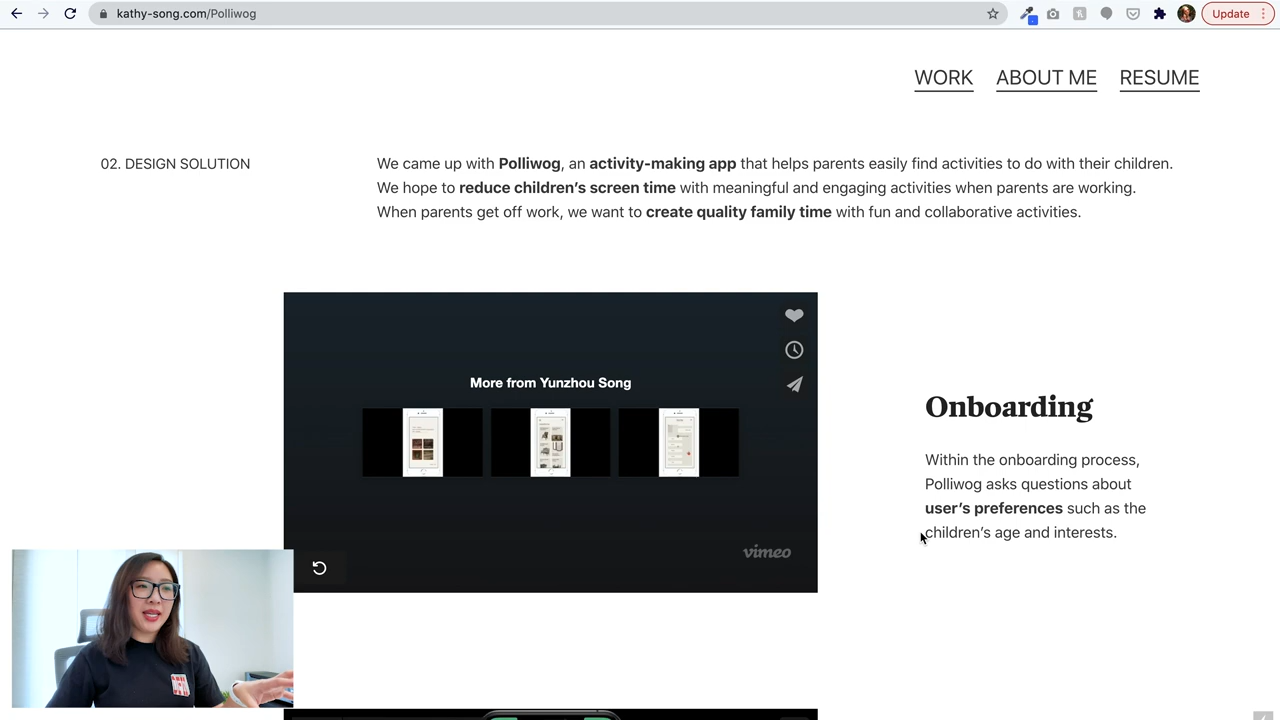 kathy-song.com/Polliwog
Update
WORK
ABOUT ME
RESUME
02. DESIGN SOLUTION
We came up with Polliwog, an activity-making app that helps parents easily find activities to do with their children.
We hope to reduce children's screen time with meaningful and engaging activities when parents are working.
When parents get off work, we want to create quality family time with fun and collaborative activities.
More from Yunzhou Song
vimeo
Onboarding
Within the onboarding process,
Polliwog asks questions about
user's preferences such as the
children's age and interests.